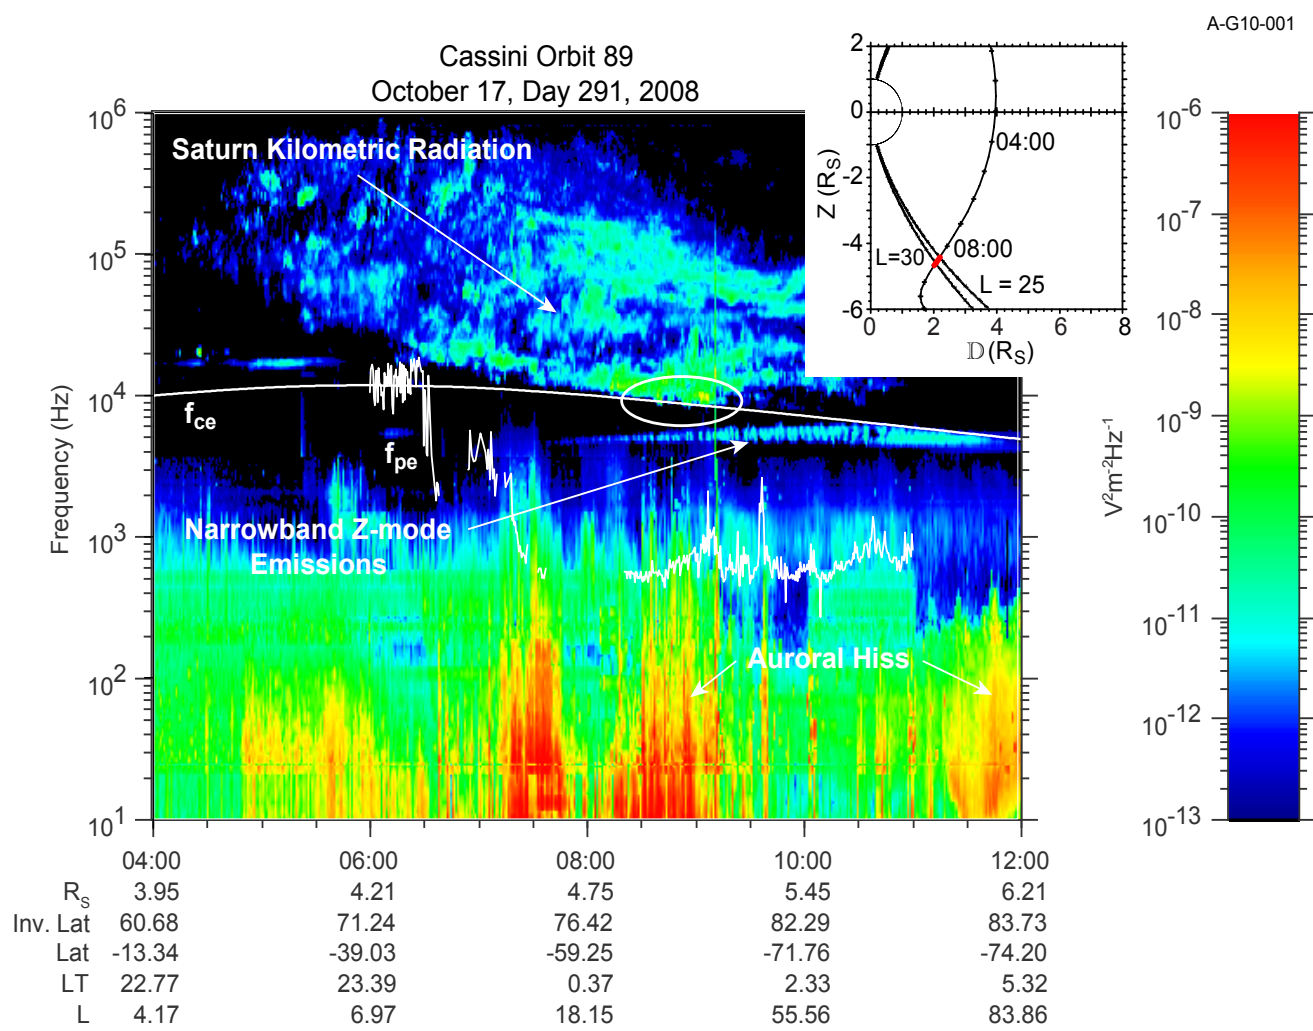 A-G10-001
Cassini Orbit 89
October 17, Day 291, 2008
Saturn Kilometric Radiation
f_ce
f_pe
Narrowband Z-mode
Emissions
Auroral Hiss
Frequency (Hz)
10^6
10^5
10^4
10^3
10^2
10^1
Z (R_S)
2
0
-2
-4
-6
04:00
08:00
L=30
L = 25
0 2 4 6 8
𝔻 (R_S)
V²m⁻²Hz⁻¹
10^-6
10^-7
10^-8
10^-9
10^-10
10^-11
10^-12
10^-13
04:00 06:00 08:00 10:00 12:00
R_S 3.95 4.21 4.75 5.45 6.21
Inv. Lat 60.68 71.24 76.42 82.29 83.73
Lat -13.34 -39.03 -59.25 -71.76 -74.20
LT 22.77 23.39 0.37 2.33 5.32
L 4.17 6.97 18.15 55.56 83.86